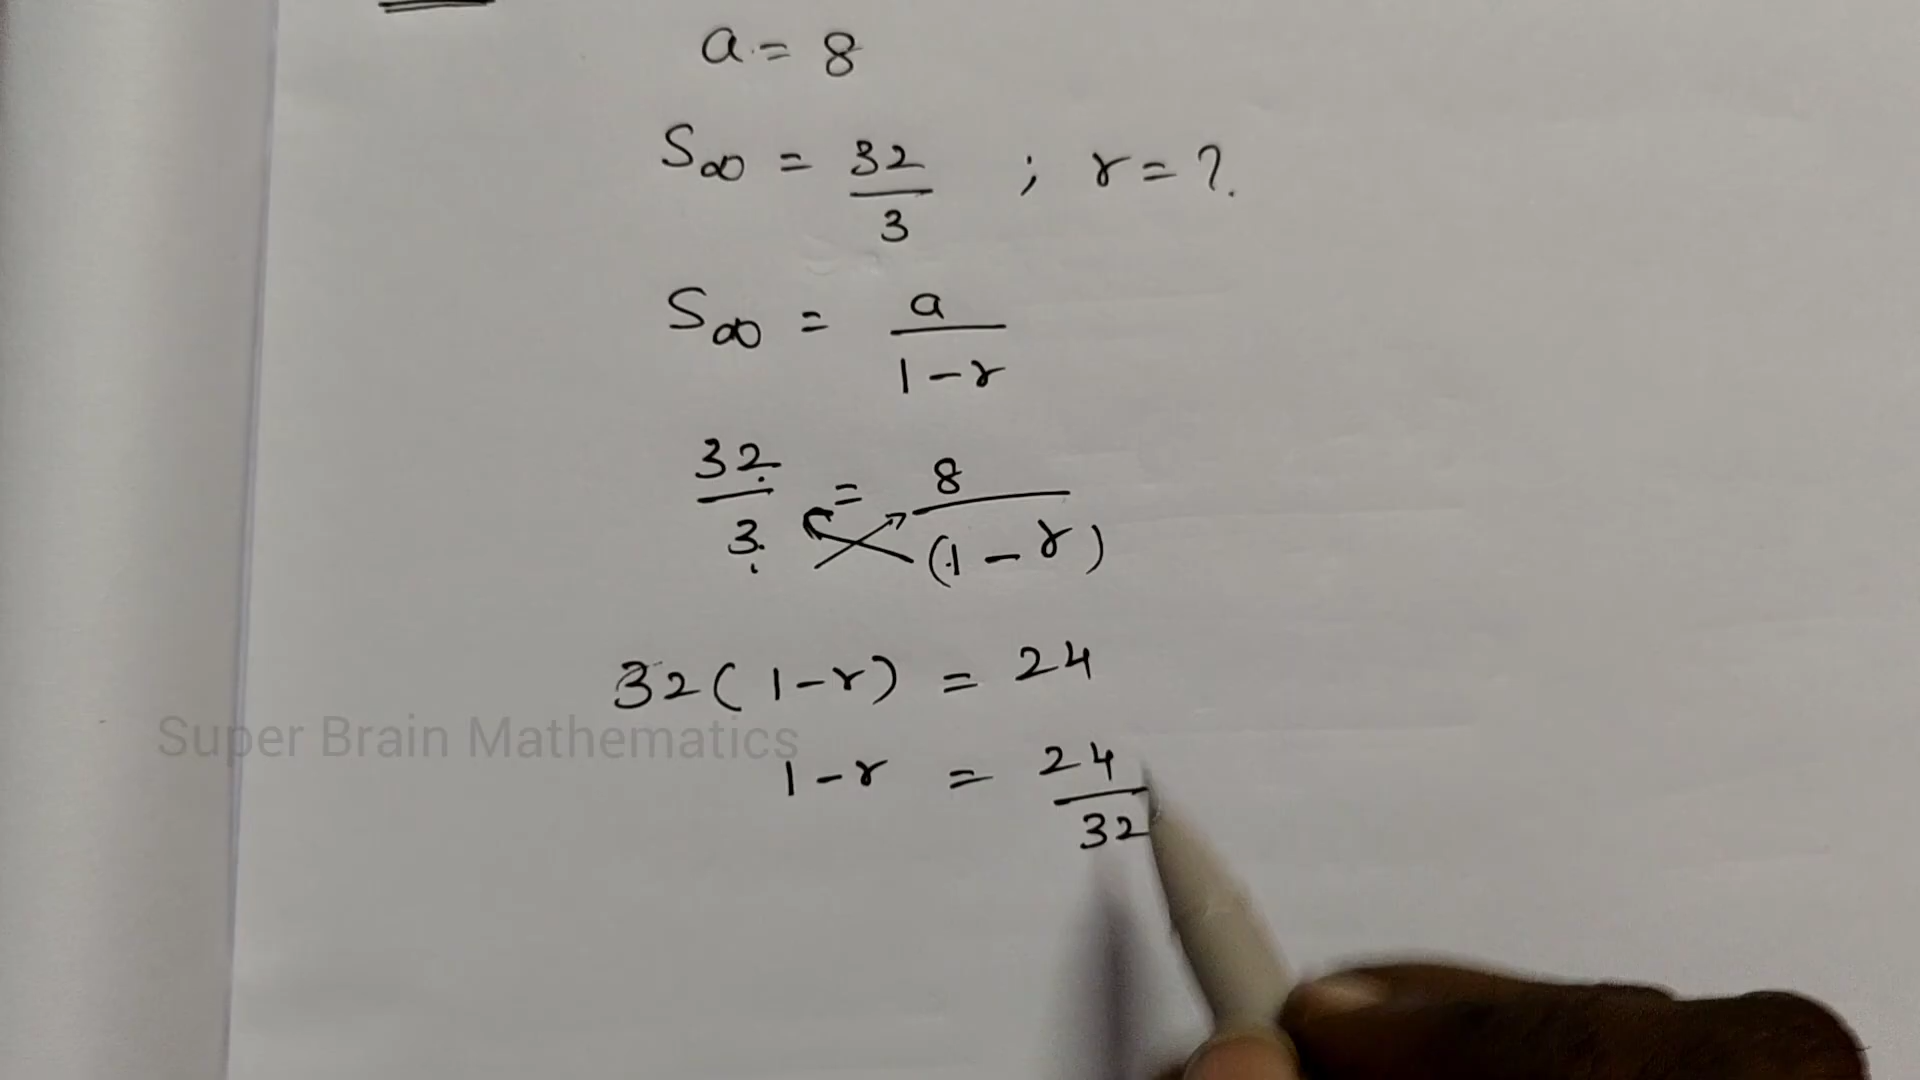 a = 8
S∞ = 32/3 ; r = ?
S∞ = a/1-r
32/3 = 8/(1-r)
32(1-r) = 24
Super Brain Mathematics
1-r = 24/32